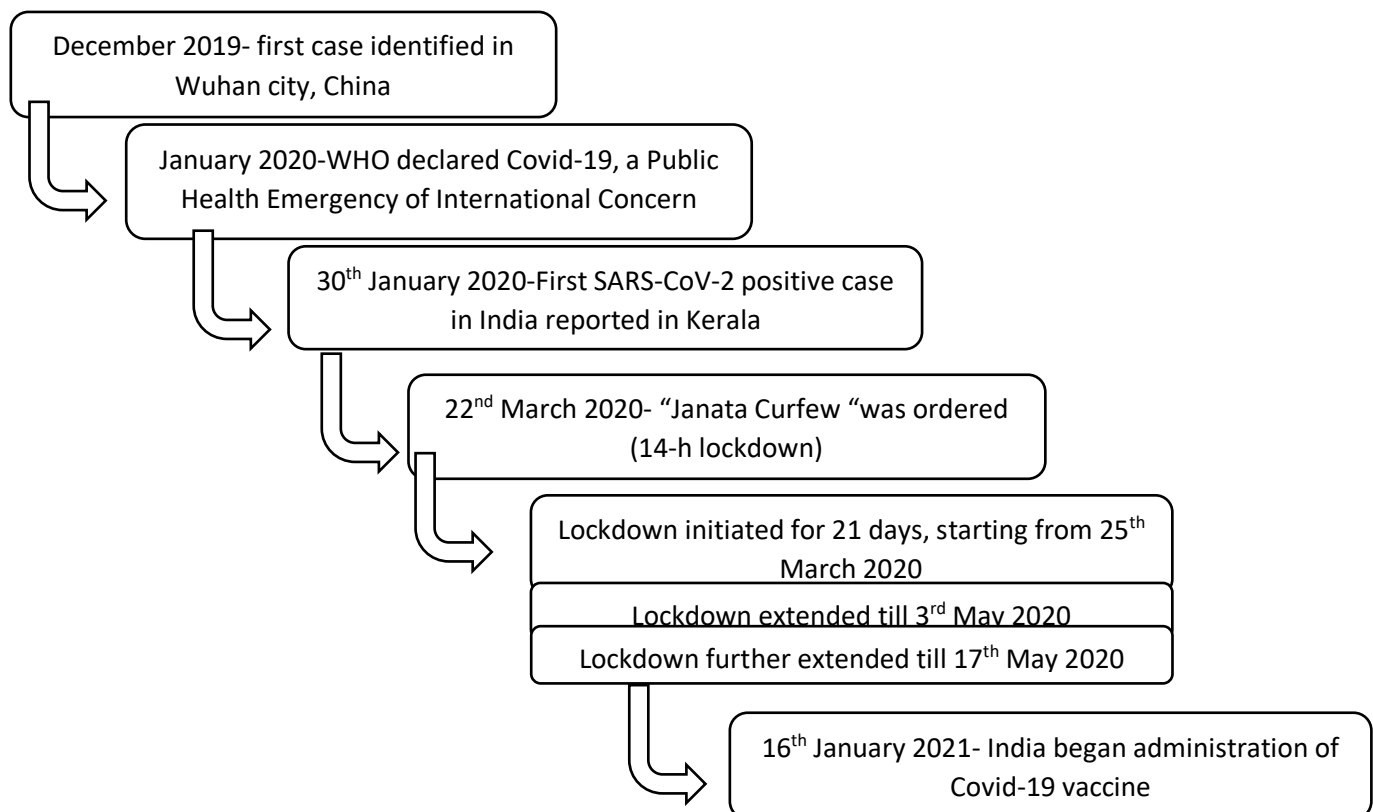 December 2019- first case identified in
Wuhan city, China
January 2020-WHO declared Covid-19, a Public
Health Emergency of International Concern
30th January 2020-First SARS-CoV-2 positive case
in India reported in Kerala
22nd March 2020- “Janata Curfew “was ordered
(14-h lockdown)
Lockdown initiated for 21 days, starting from 25th
March 2020
Lockdown extended till 3rd May 2020
Lockdown further extended till 17th May 2020
16th January 2021- India began administration of
Covid-19 vaccine